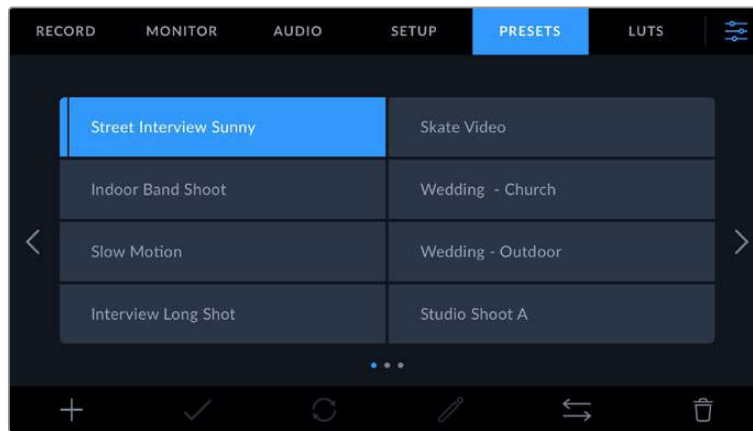 RECORD MONITOR AUDIO SETUP PRESETS LUTS
Street Interview Sunny Skate Video
Indoor Band Shoot Wedding - Church
Slow Motion Wedding - Outdoor
Interview Long Shot Studio Shoot A